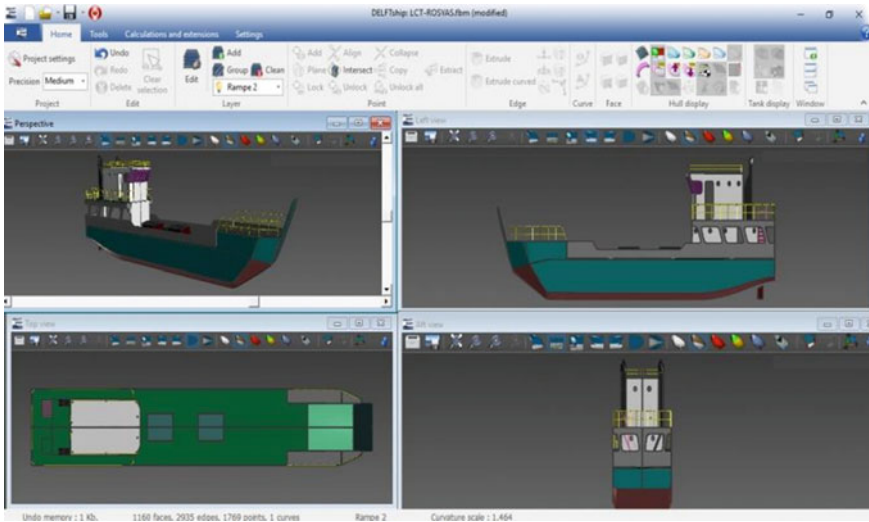 DELFTship: LCT-ROSVAS.fbm (modified)
Home Tools Calculations and extensions Settings
Project settings
Precision Medium
Project
Undo
Redo
Delete
Clear selection
Edit
Edit
Add
Group Clean
Rampe 2
Layer
Add Align Collapse
Plane Intersect Copy Extract
Lock Unlock Unlock all
Point
Extrude
Extrude curved
Edge
Curve
Face
Hull display
Tank display
Window
Perspective
Left view
Top view
Aft view
Undo memory : 1 Kb. 1160 faces, 2935 edges, 1769 points, 1 curves Rampe 2 Curvature scale : 1.464